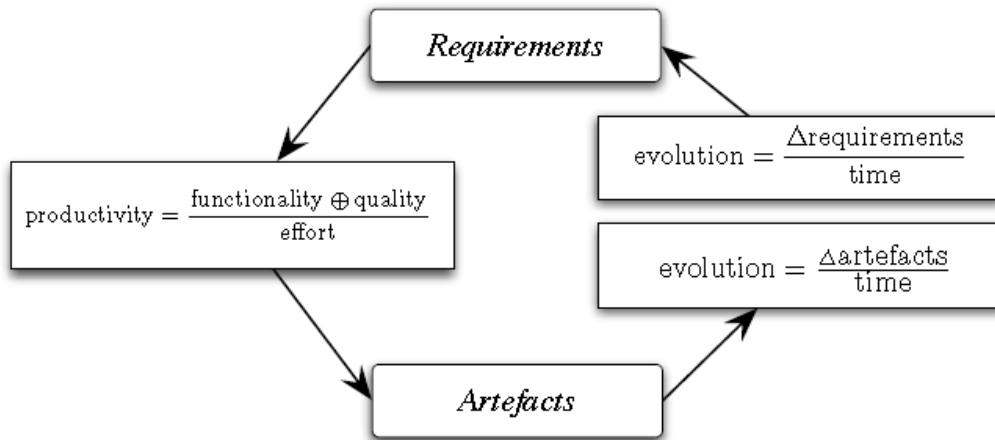 Requirements
evolution = Δrequirements / time
productivity = functionality ⊕ quality / effort
evolution = Δartefacts / time
Artefacts